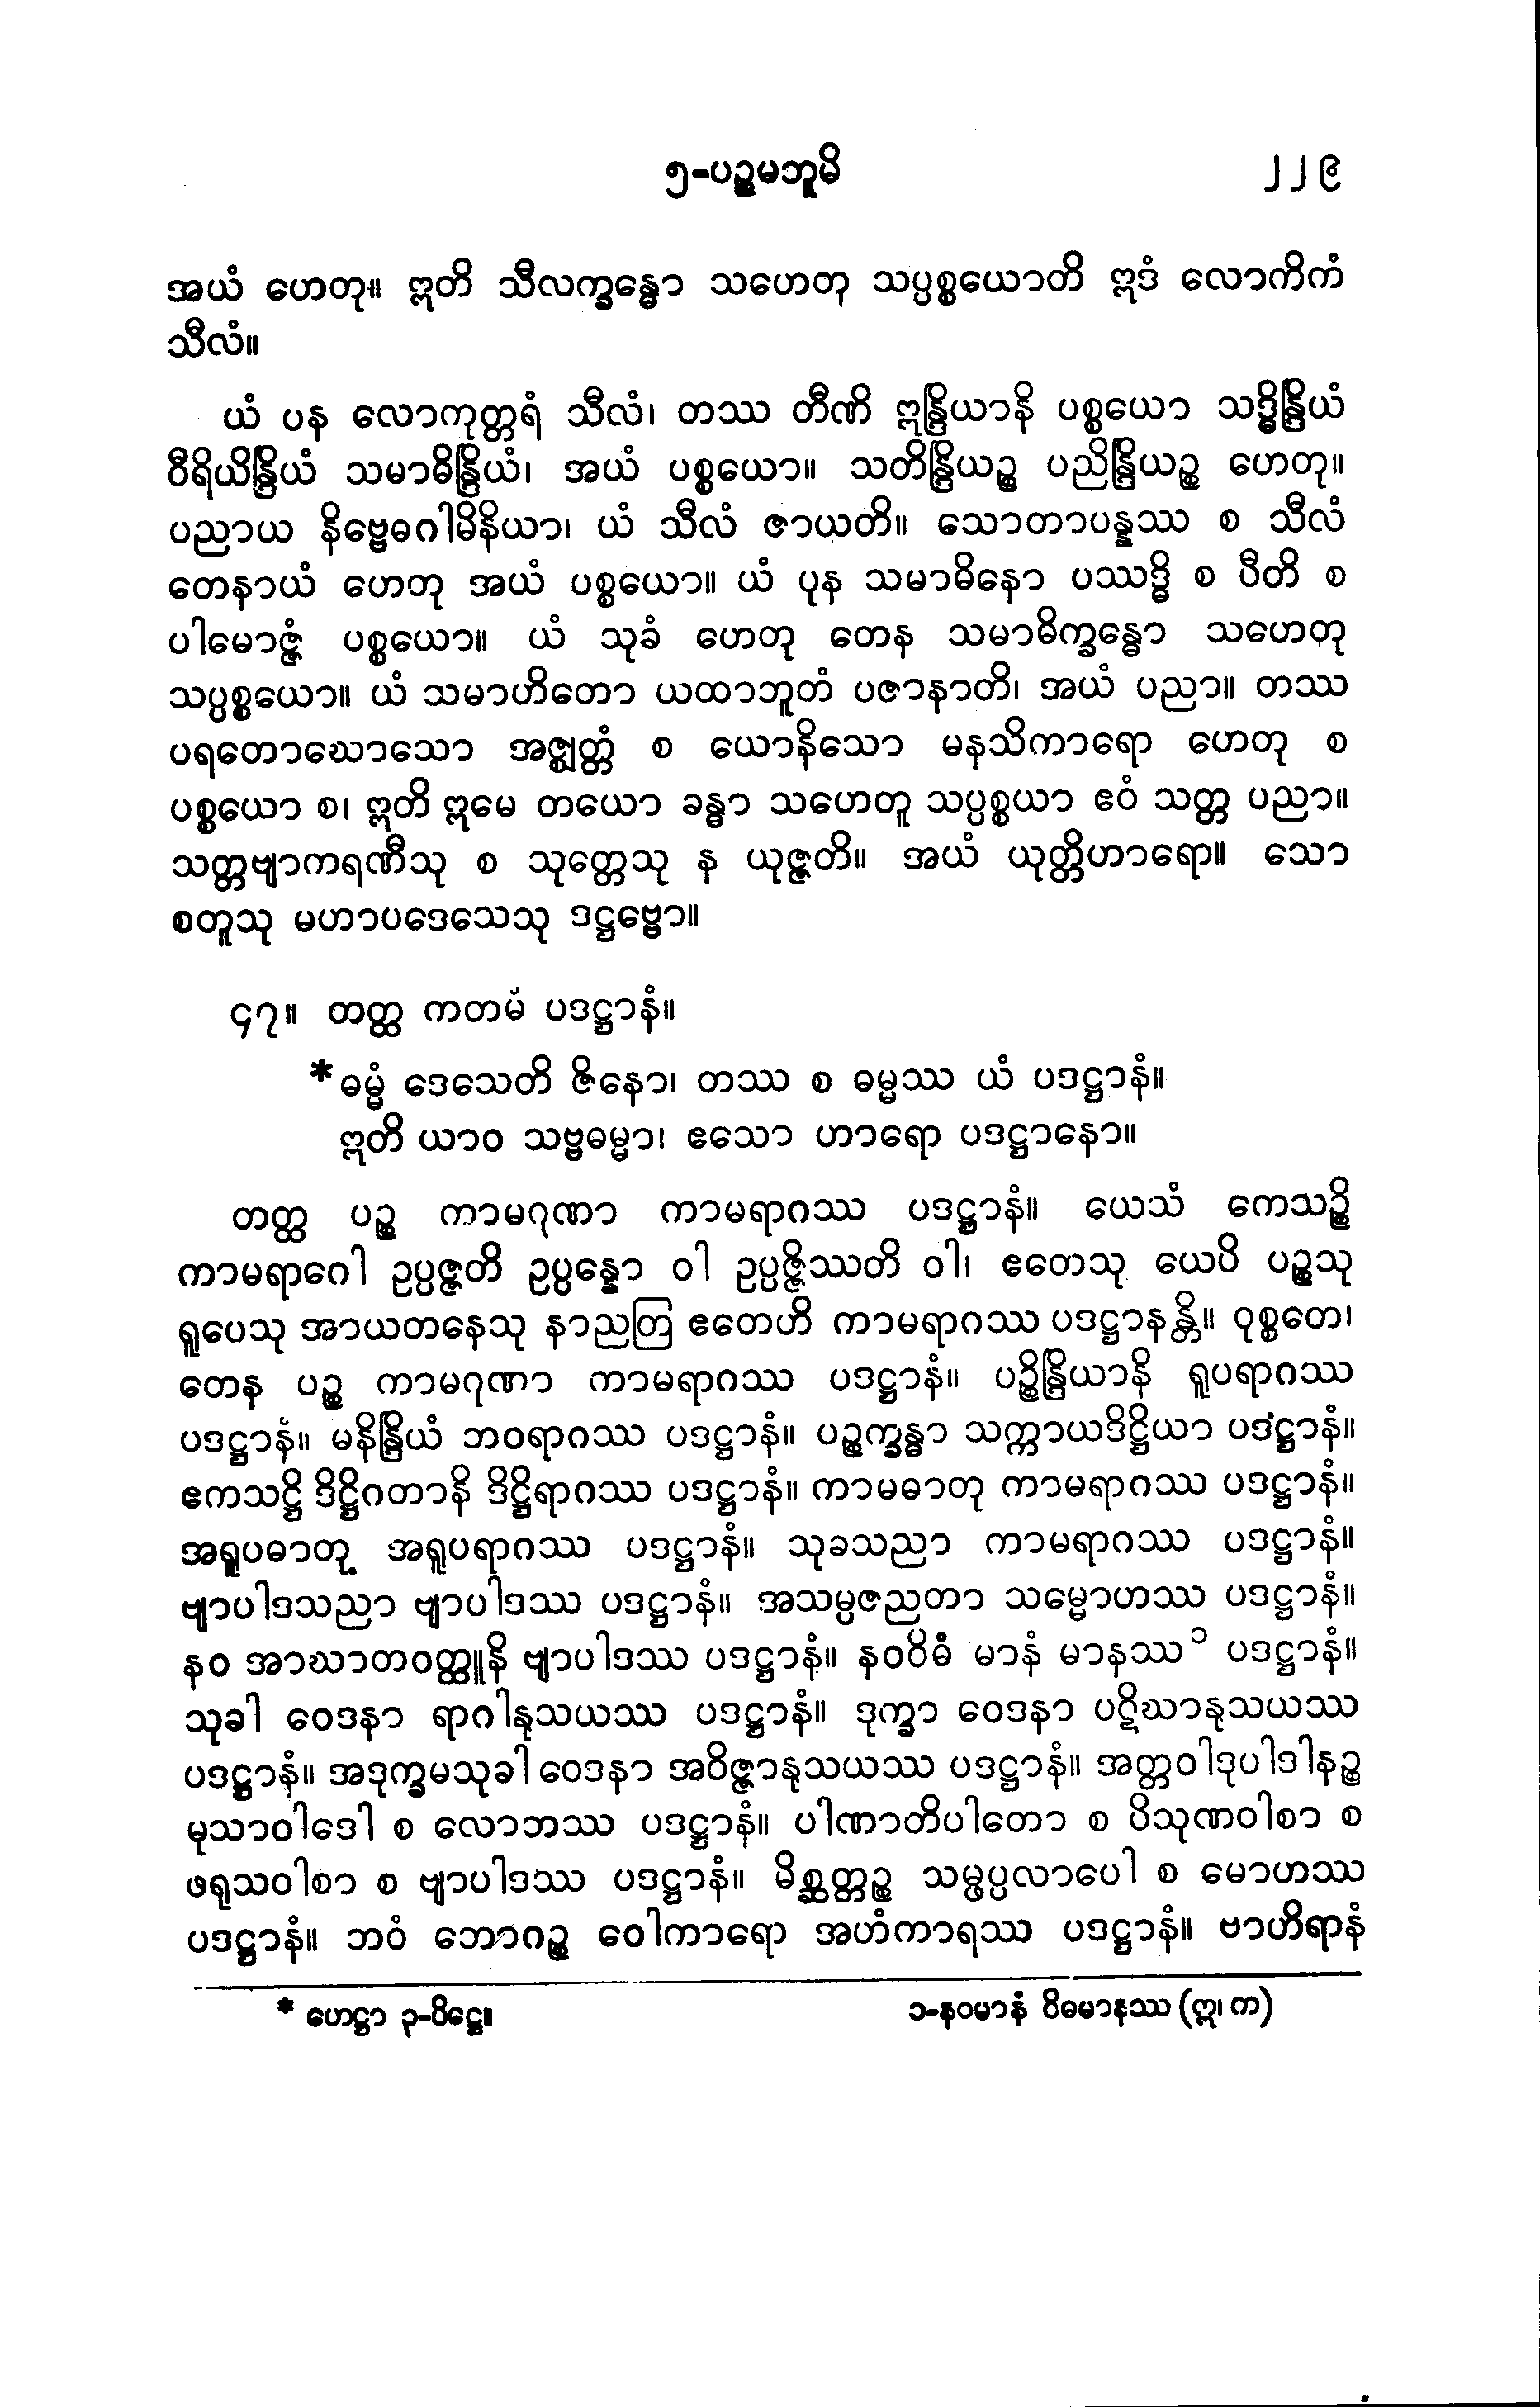 ၅-ပဉ္စမဘူမိ ၂၂၉
အယံ ဟေတု။ ဣတိ သီလက္ခန္ဓော သဟေတု သပ္ပစ္စယောတိ ဣဒံ လောကိကံ
သီလံ။
ယံ ပန လောကုတ္တရံ သီလံ၊ တဿ တီဏိ ဣန္ဒြိယာနိ ပစ္စယော သဒ္ဓိန္ဒြိယံ
ဝီရိယိန္ဒြိယံ သမာဓိန္ဒြိယံ၊ အယံ ပစ္စယော။ သတိန္ဒြိယဉ္စ ပညိန္ဒြိယဉ္စ ဟေတု။
ပညာယ နိဗ္ဗေဓဂါမိနိယာ၊ ယံ သီလံ ဇာယတိ။ သောတာပန္နဿ စ သီလံ
တေနာယံ ဟေတု အယံ ပစ္စယော။ ယံ ပုန သမာဓိနော ပဿဒ္ဓိ စ ပီတိ စ
ပါမောဇ္ဇံ ပစ္စယော။ ယံ သုခံ ဟေတု တေန သမာဓိက္ခန္ဓော သဟေတု
သပ္ပစ္စယော။ ယံ သမာဟိတော ယထာဘူတံ ပဇာနာတိ၊ အယံ ပညာ။ တဿ
ပရတောဃောသော အဇ္ဈတ္တံ စ ယောနိသော မနသိကာရော ဟေတု စ
ပစ္စယော စ၊ ဣတိ ဣမေ တယော ခန္ဓာ သဟေတူ သပ္ပစ္စယာ ဧဝံ သတ္တ ပညာ။
သတ္တဗျာကရဏီသု စ သုတ္တေသု န ယုဇ္ဇတိ။ အယံ ယုတ္တိဟာရော။ သော
စတူသု မဟာပဒေသေသု ဒဋ္ဌဗ္ဗော။
၄၇။ တတ္ထ ကတမံ ပဒဋ္ဌာနံ။
*ဓမ္မံ ဒေသေတိ ဇိနော၊ တဿ စ ဓမ္မဿ ယံ ပဒဋ္ဌာနံ။
ဣတိ ယာဝ သဗ္ဗဓမ္မာ၊ ဧသော ဟာရော ပဒဋ္ဌာနော။
တတ္ထ ပဉ္စ ကာမဂုဏာ ကာမရာဂဿ ပဒဋ္ဌာနံ။ ယေသံ ကေသဉ္စိ
ကာမရာဂေါ ဥပ္ပဇ္ဇတိ ဥပ္ပန္နော ဝါ ဥပ္ပဇ္ဇိဿတိ ဝါ၊ ဧတေသု ယေပိ ပဉ္စသု
ရူပေသု အာယတနေသု နာညတြ ဧတေဟိ ကာမရာဂဿ ပဒဋ္ဌာနန္တိ။ ဝုစ္စတေ၊
တေန ပဉ္စ ကာမဂုဏာ ကာမရာဂဿ ပဒဋ္ဌာနံ။ ပဉ္စိန္ဒြိယာနိ ရူပရာဂဿ
ပဒဋ္ဌာနံ။ မနိန္ဒြိယံ ဘဝရာဂဿ ပဒဋ္ဌာနံ။ ပဉ္စက္ခန္ဓာ သက္ကာယဒိဋ္ဌိယာ ပဒဋ္ဌာနံ။
ဧကသဋ္ဌိ ဒိဋ္ဌိဂတာနိ ဒိဋ္ဌိရာဂဿ ပဒဋ္ဌာနံ။ ကာမဓာတု ကာမရာဂဿ ပဒဋ္ဌာနံ။
အရူပဓာတု အရူပရာဂဿ ပဒဋ္ဌာနံ။ သုခသညာ ကာမရာဂဿ ပဒဋ္ဌာနံ။
ဗျာပါဒသညာ ဗျာပါဒဿ ပဒဋ္ဌာနံ။ အသမ္ပဇညတာ သမ္မောဟဿ ပဒဋ္ဌာနံ။
နဝ အာဃာတဝတ္ထူနိ ဗျာပါဒဿ ပဒဋ္ဌာနံ။ နဝဝိဓံ မာနံ မာနဿ ၁ ပဒဋ္ဌာနံ။
သုခါ ဝေဒနာ ရာဂါနုသယဿ ပဒဋ္ဌာနံ။ ဒုက္ခာ ဝေဒနာ ပဋိဃာနုသယဿ
ပဒဋ္ဌာနံ။ အဒုက္ခမသုခါ ဝေဒနာ အဝိဇ္ဇာနုသယဿ ပဒဋ္ဌာနံ။ အတ္တဝါဒုပါဒါနဉ္စ
မုသာဝါဒေါ စ လောဘဿ ပဒဋ္ဌာနံ။ ပါဏာတိပါတော စ ပိသုဏဝါစာ စ
ဖရုသဝါစာ စ ဗျာပါဒဿ ပဒဋ္ဌာနံ။ မိစ္ဆတ္တဉ္စ သမ္ဖပ္ပလာပေါ စ မောဟဿ
ပဒဋ္ဌာနံ။ ဘဝံ ဘောဂဉ္စ ဝေါကာရော အဟံကာရဿ ပဒဋ္ဌာနံ။ ဗာဟိရာနံ
* ဟေဋ္ဌာ ၃-ပိဋ္ဌေ။ ၁-နဝမာနံ ဝိဓမာနဿ (ဣ၊ က)